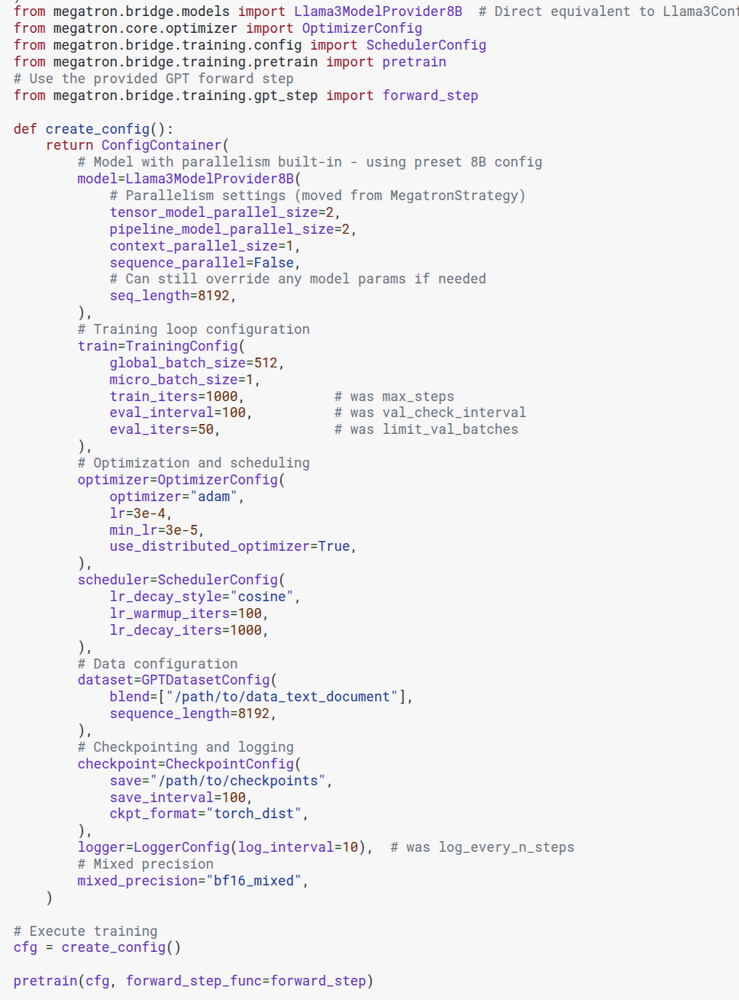 )
from megatron.bridge.models import Llama3ModelProvider8B  # Direct equivalent to
from megatron.core.optimizer import OptimizerConfig
from megatron.bridge.training.config import SchedulerConfig
from megatron.bridge.training.pretrain import pretrain
# Use the provided GPT forward step
from megatron.bridge.training.gpt_step import forward_step

def create_config():
    return ConfigContainer(
        # Model with parallelism built-in - using preset 8B config
        model=Llama3ModelProvider8B(
            # Parallelism settings (moved from MegatronStrategy)
            tensor_model_parallel_size=2,
            pipeline_model_parallel_size=2,
            context_parallel_size=1,
            sequence_parallel=False,
            # Can still override any model params if needed
            seq_length=8192,
        ),
        # Training loop configuration
        train=TrainingConfig(
            global_batch_size=512,
            micro_batch_size=1,
            train_iters=1000,           # was max_steps
            eval_interval=100,          # was val_check_interval
            eval_iters=50,              # was limit_val_batches
        ),
        # Optimization and scheduling
        optimizer=OptimizerConfig(
            optimizer="adam",
            lr=3e-4,
            min_lr=3e-5,
            use_distributed_optimizer=True,
        ),
        scheduler=SchedulerConfig(
            lr_decay_style="cosine",
            lr_warmup_iters=100,
            lr_decay_iters=1000,
        ),
        # Data configuration
        dataset=GPTDatasetConfig(
            blend=["/path/to/data_text_document"],
            sequence_length=8192,
        ),
        # Checkpointing and logging
        checkpoint=CheckpointConfig(
            save="/path/to/checkpoints",
            save_interval=100,
            ckpt_format="torch_dist",
        ),
        logger=LoggerConfig(log_interval=10),  # was log_every_n_steps
        # Mixed precision
        mixed_precision="bf16_mixed",
    )

# Execute training
cfg = create_config()

pretrain(cfg, forward_step_func=forward_step)